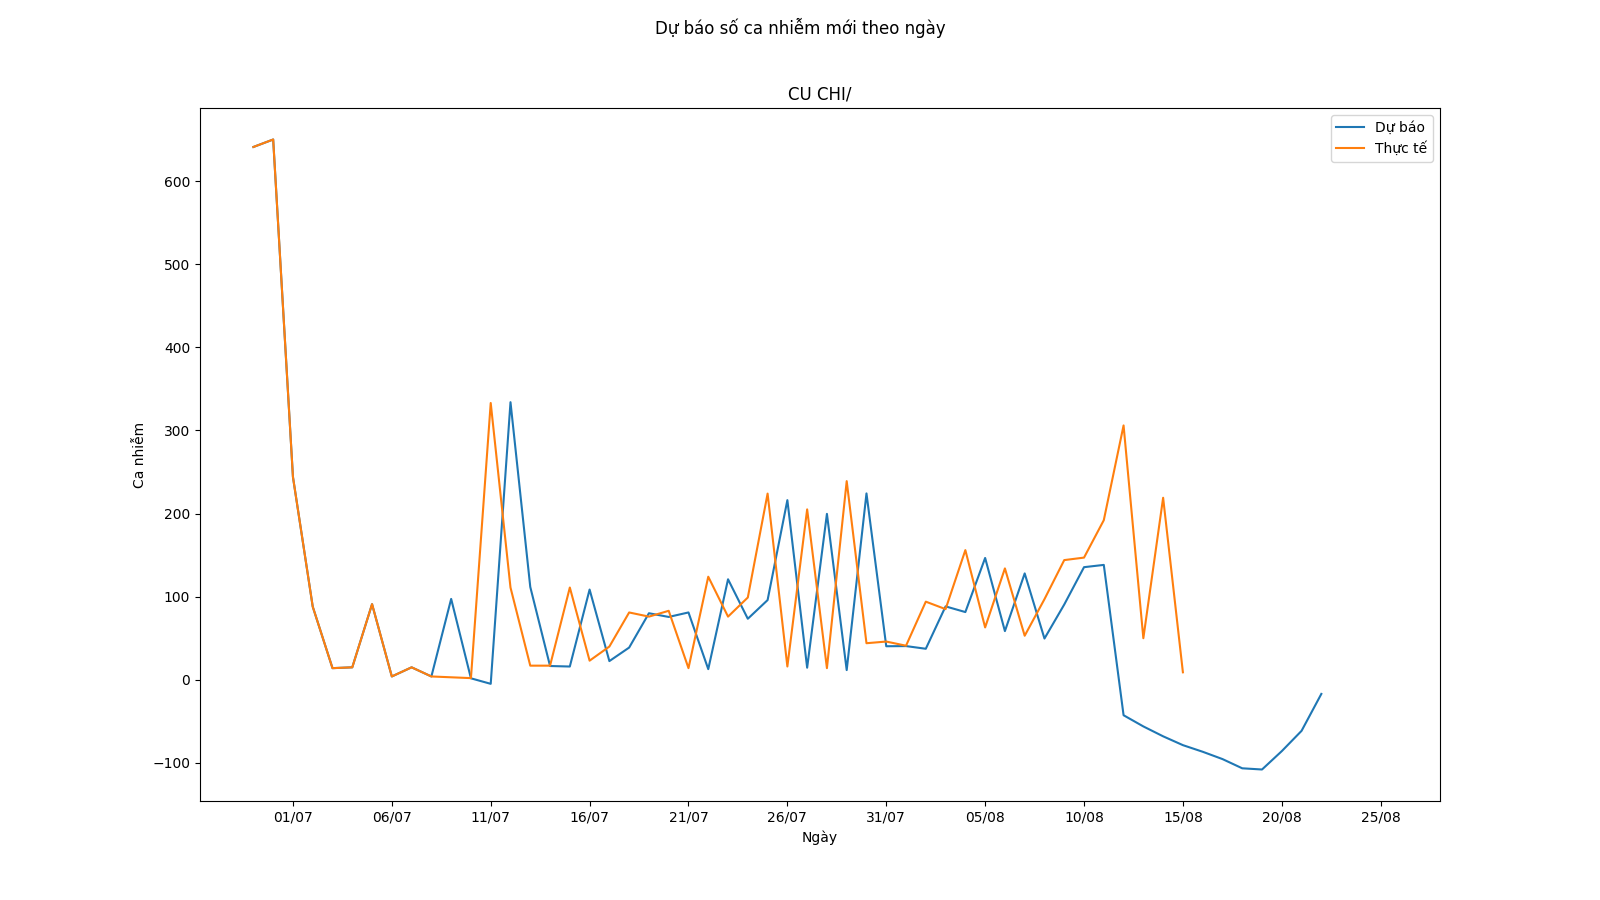 Dự báo số ca nhiễm mới theo ngày
CU CHI/
Dự báo
Thực tế
600
500
400
300
200
100
0
−100
Ca nhiễm
01/07 06/07 11/07 16/07 21/07 26/07 31/07 05/08 10/08 15/08 20/08 25/08
Ngày